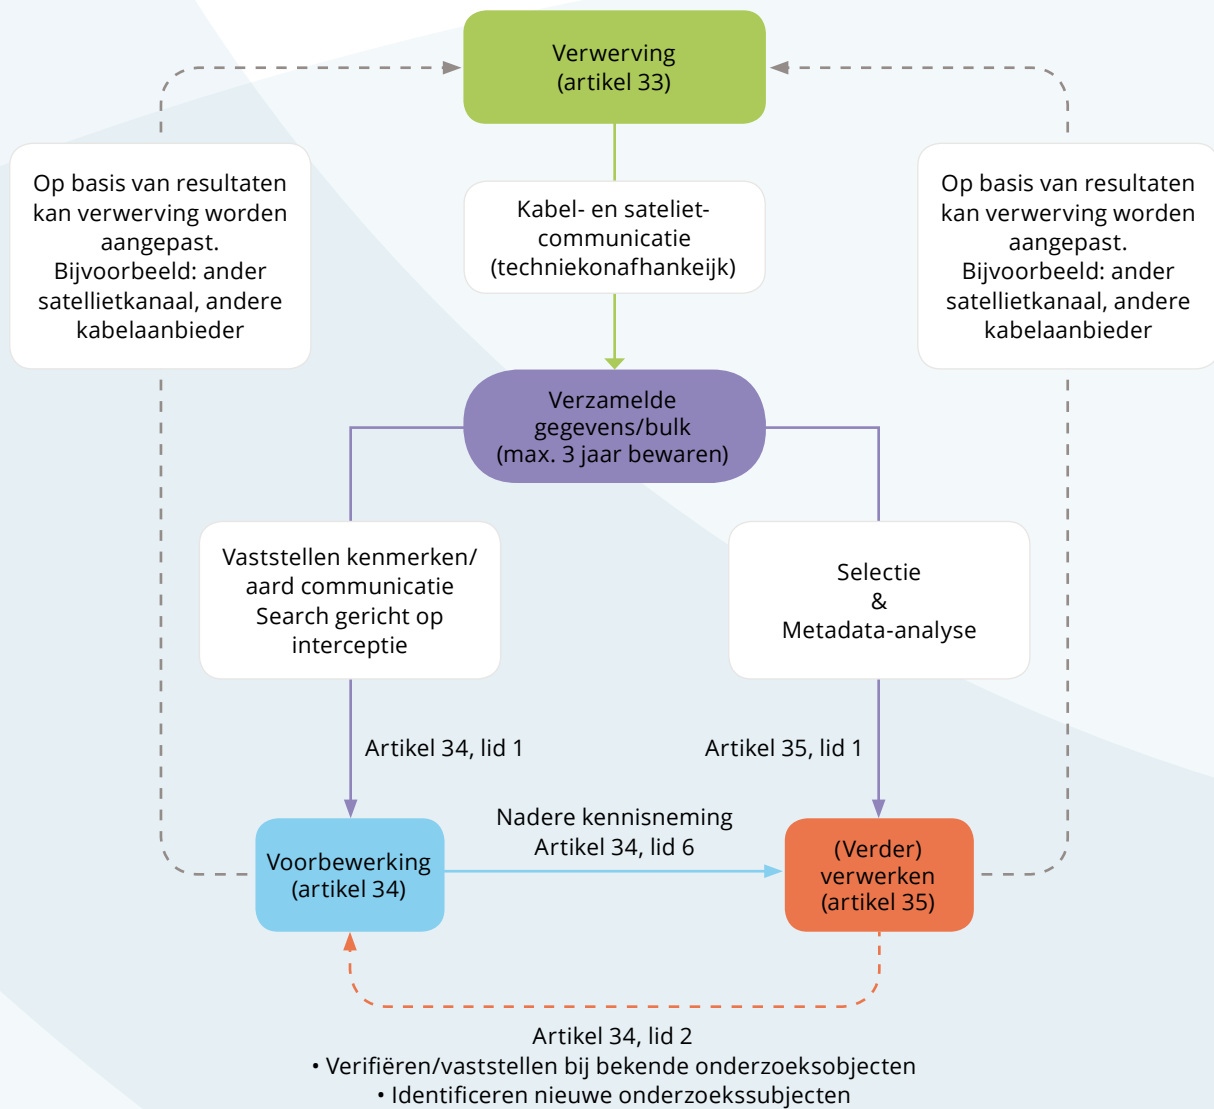 Verwerving
(artikel 33)
Op basis van resultaten
kan verwerving worden
aangepast.
Bijvoorbeeld: ander
satellietkanaal, andere
kabelaanbieder
Kabel- en sateliet-
communicatie
(techniekonafhankeijk)
Op basis van resultaten
kan verwerving worden
aangepast.
Bijvoorbeeld: ander
satellietkanaal, andere
kabelaanbieder
Verzamelde
gegevens/bulk
(max. 3 jaar bewaren)
Vaststellen kenmerken/
aard communicatie
Search gericht op
interceptie
Selectie
&
Metadata-analyse
Artikel 34, lid 1
Artikel 35, lid 1
Voorbewerking
(artikel 34)
Nadere kennisneming
Artikel 34, lid 6
(Verder)
verwerken
(artikel 35)
Artikel 34, lid 2
• Verifiëren/vaststellen bij bekende onderzoeksobjecten
• Identificeren nieuwe onderzoekssubjecten